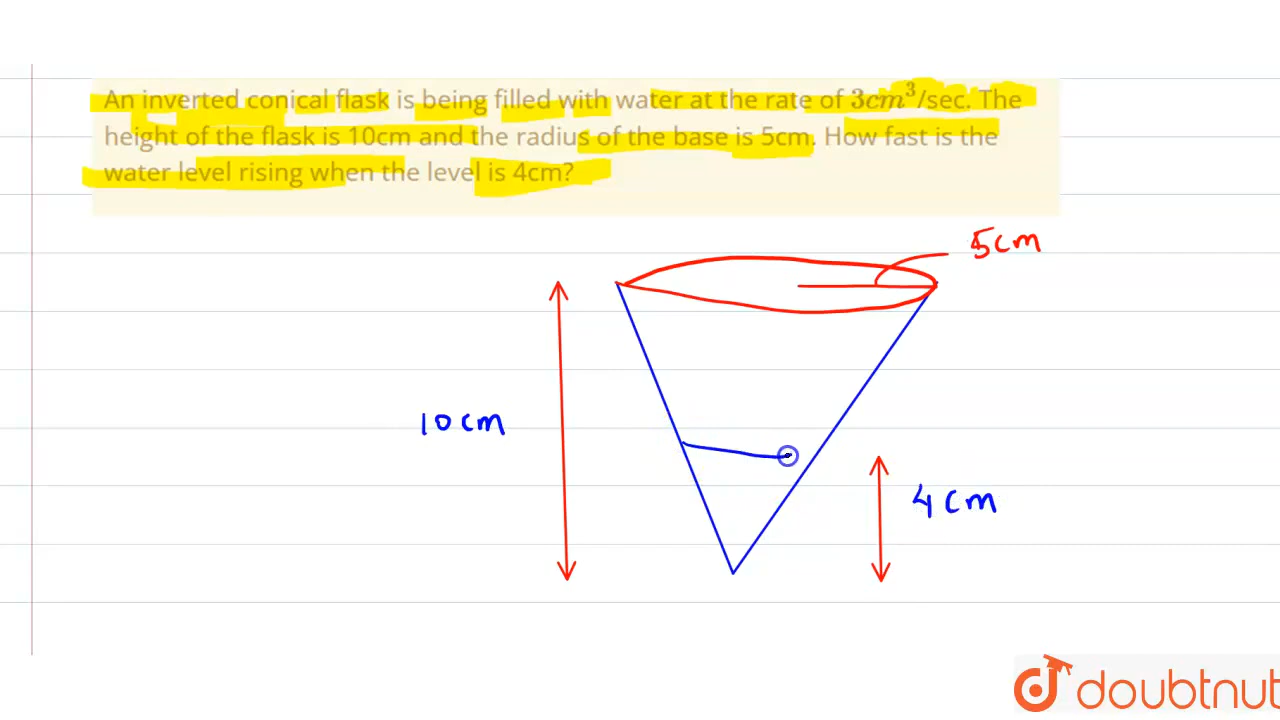 An inverted conical flask is being filled with water at the rate of 3cm³/sec. The
height of the flask is 10cm and the radius of the base is 5cm. How fast is the
water level rising when the level is 4cm?
5cm
10cm
4cm
doubtnut